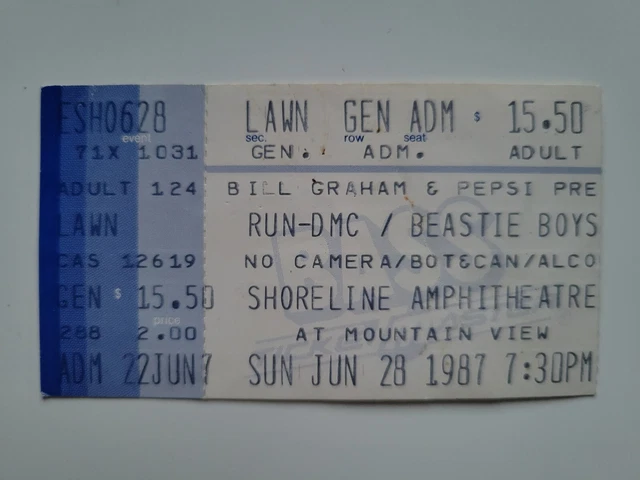 ESH0628
event
71X 1031
ADULT 124
LAWN
CAS 12619
GEN $ 15.50
price
288 2.00
ADM 22JUN7
LAWN GEN ADM $ 15.50
sec. row seat
GEN. ADM. ADULT
BILL GRAHAM & PEPSI PRE
RUN-DMC / BEASTIE BOYS
NO CAMERA/BOT&CAN/ALCO
SHORELINE AMPHITHEATRE
AT MOUNTAIN VIEW
SUN JUN 28 1987 7:30PM
BASS